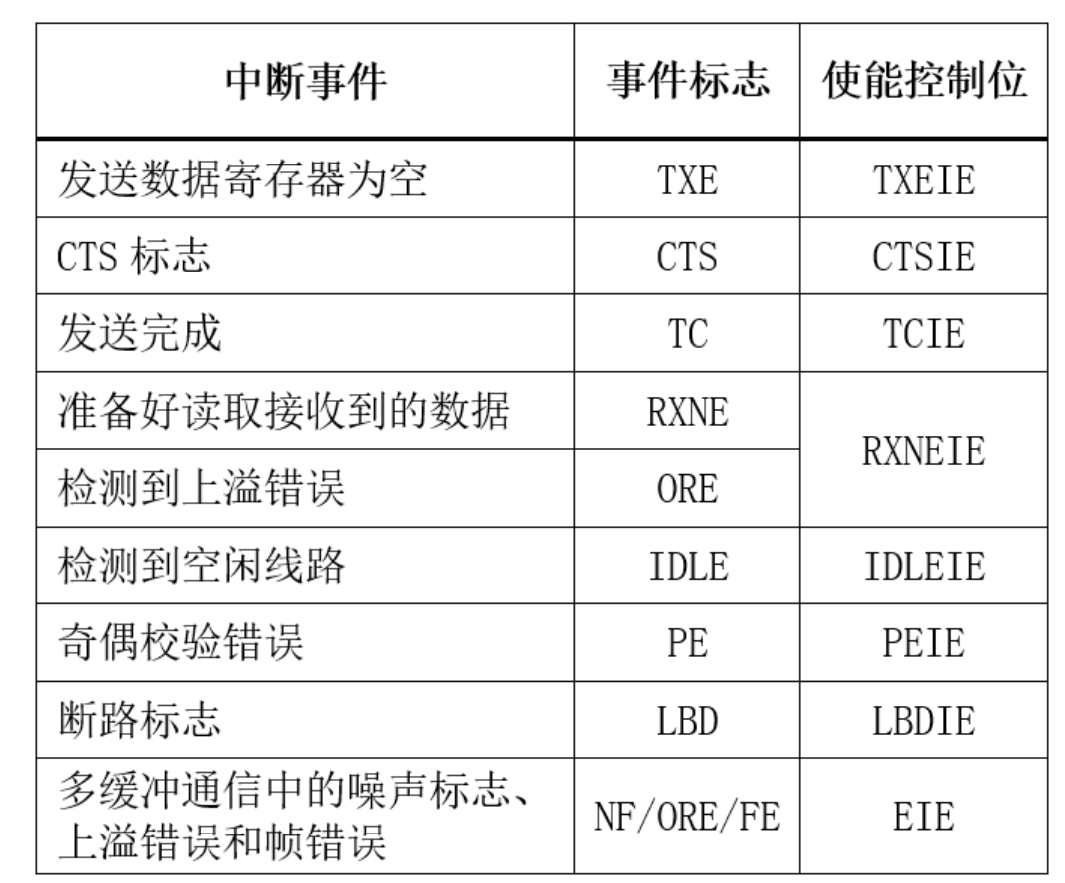 中断事件 事件标志 使能控制位
发送数据寄存器为空 TXE TXEIE
CTS 标志 CTS CTSIE
发送完成 TC TCIE
准备好读取接收到的数据 RXNE RXNEIE
检测到上溢错误 ORE
检测到空闲线路 IDLE IDLEIE
奇偶校验错误 PE PEIE
断路标志 LBD LBDIE
多缓冲通信中的噪声标志、
上溢错误和帧错误 NF/ORE/FE EIE